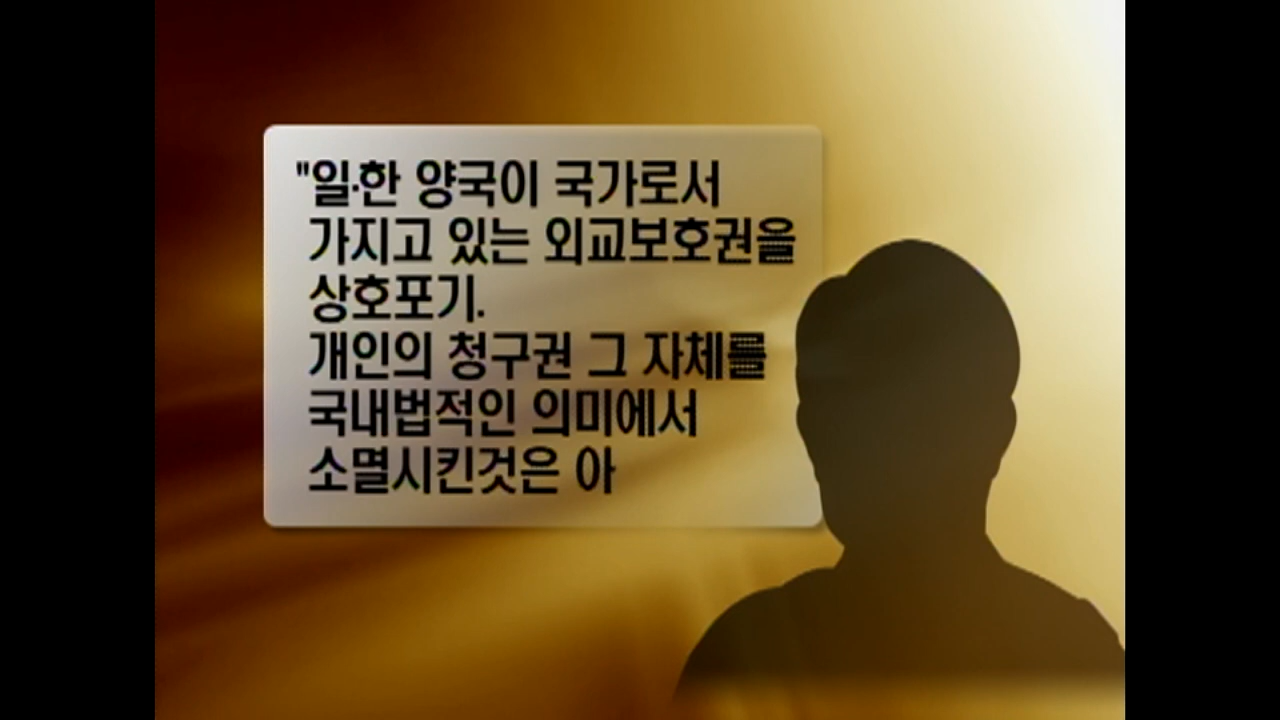 "일·한 양국이 국가로서
가지고 있는 외교보호권을
상호포기.
개인의 청구권 그 자체를
국내법적인 의미에서
소멸시킨것은 아